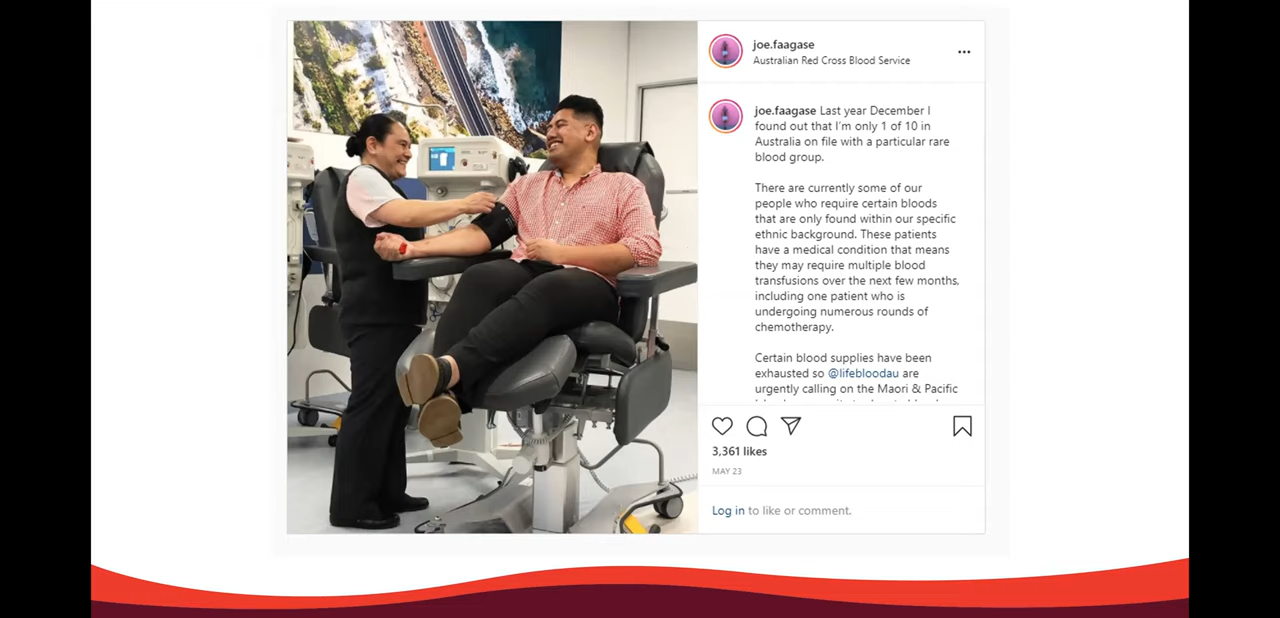 joe.faagase
Australian Red Cross Blood Service
joe.faagase Last year December I
found out that I'm only 1 of 10 in
Australia on file with a particular rare
blood group.
There are currently some of our
people who require certain bloods
that are only found within our specific
ethnic background. These patients
have a medical condition that means
they may require multiple blood
transfusions over the next few months,
including one patient who is
undergoing numerous rounds of
chemotherapy.
Certain blood supplies have been
exhausted so @lifebloodau are
urgently calling on the Maori & Pacific
3,361 likes
MAY 23
Log in to like or comment.